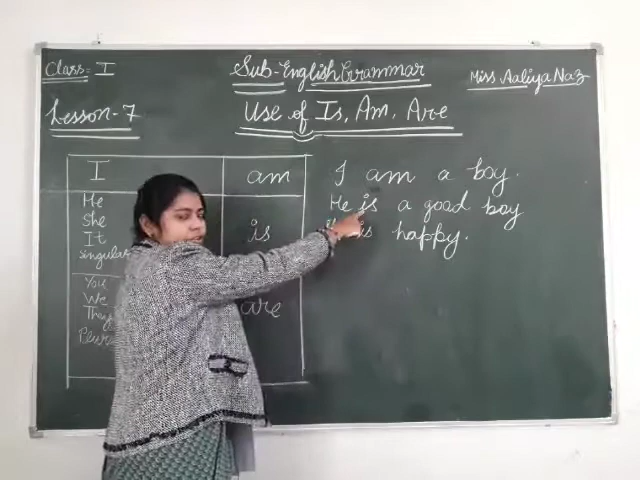 Class:- I
Sub-English Grammar
Miss Aaliya Naz
Lesson-7
Use of Is, Am, Are
I am
He
She is
It
Singular
You
We are
They
I am a boy.
He is a good boy
is happy.